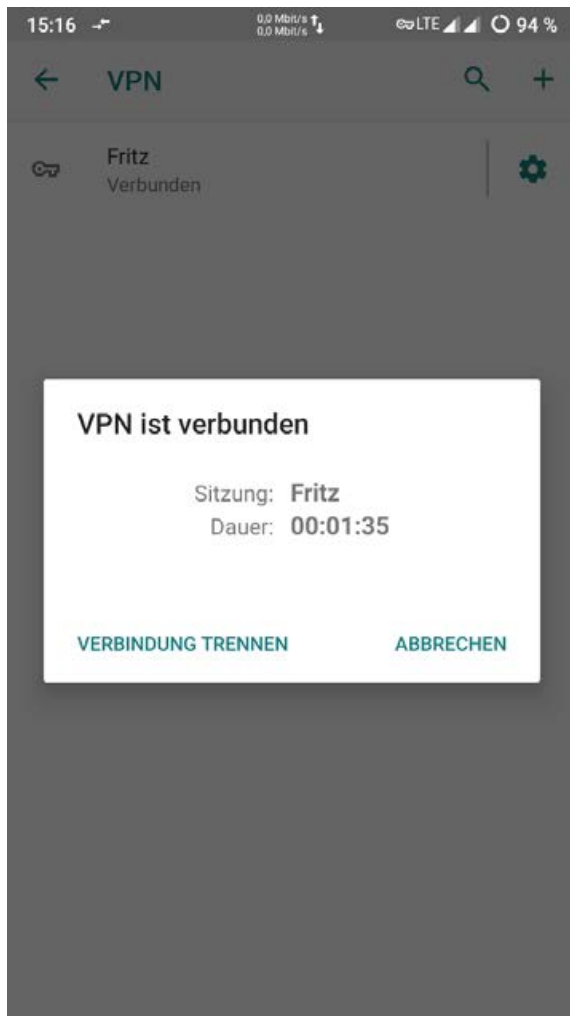 15:16 0,0 Mbit/s LTE 94 %
0,0 Mbit/s
VPN
Fritz
Verbunden
VPN ist verbunden
Sitzung: Fritz
Dauer: 00:01:35
VERBINDUNG TRENNEN ABBRECHEN